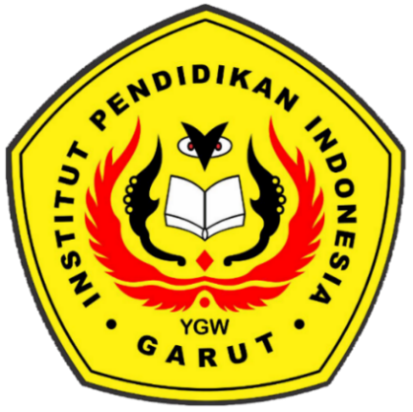 INSTITUT PENDIDIKAN INDONESIA
YGW
GARUT